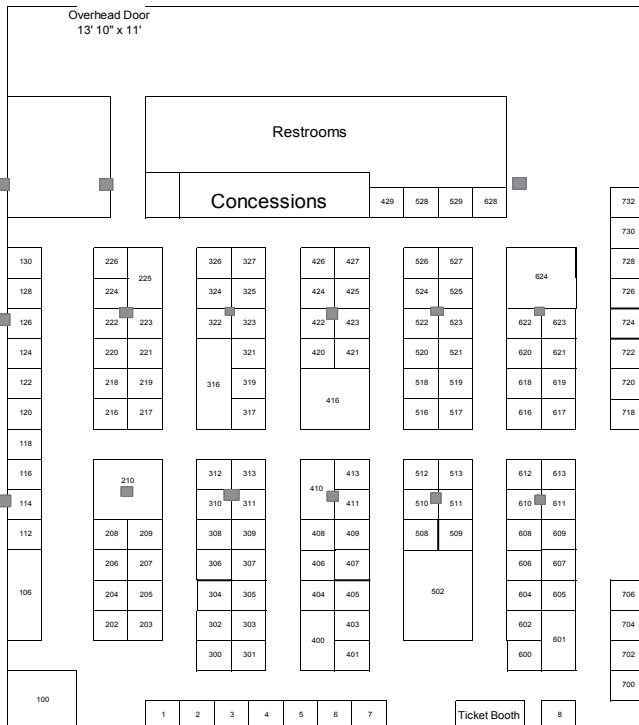 Overhead Door
13' 10" x 11'
Restrooms
Concessions
429 528 529 628
732
730
130 226 225 326 327 426 427 526 527 624 728
128 224 324 325 424 425 524 525 726
126 222 223 322 323 422 423 522 523 622 623 724
124 220 221 321 420 421 520 521 620 621 722
122 218 219 316 319 416 518 519 618 619 720
120 216 217 317 516 517 616 617 718
118
116 210 312 313 410 413 512 513 612 613
114 310 311 411 510 511 610 611
112 208 209 308 309 408 409 508 509 608 609
106 206 207 306 307 406 407 502 606 607
204 205 304 305 404 405 604 605 706
202 203 302 303 400 403 602 601 704
300 301 401 600 702
100 700
1 2 3 4 5 6 7 Ticket Booth 8